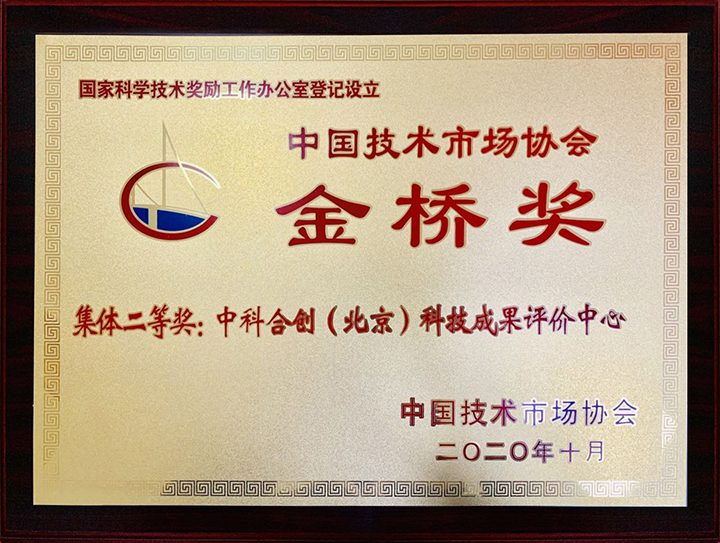 国家科学技术奖励工作办公室登记设立
中国技术市场协会
金桥奖
集体二等奖：中科合创（北京）科技成果评价中心
中国技术市场协会
二〇二〇年十月